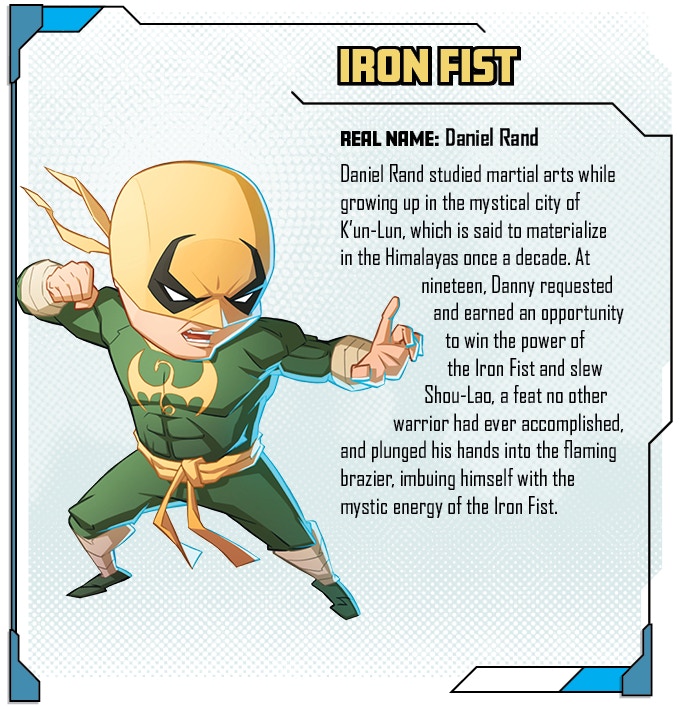 IRON FIST
REAL NAME: Daniel Rand
Daniel Rand studied martial arts while
growing up in the mystical city of
K'un-Lun, which is said to materialize
in the Himalayas once a decade. At
nineteen, Danny requested
and earned an opportunity
to win the power of
the Iron Fist and slew
Shou-Lao, a feat no other
warrior had ever accomplished,
and plunged his hands into the flaming
brazier, imbuing himself with the
mystic energy of the Iron Fist.